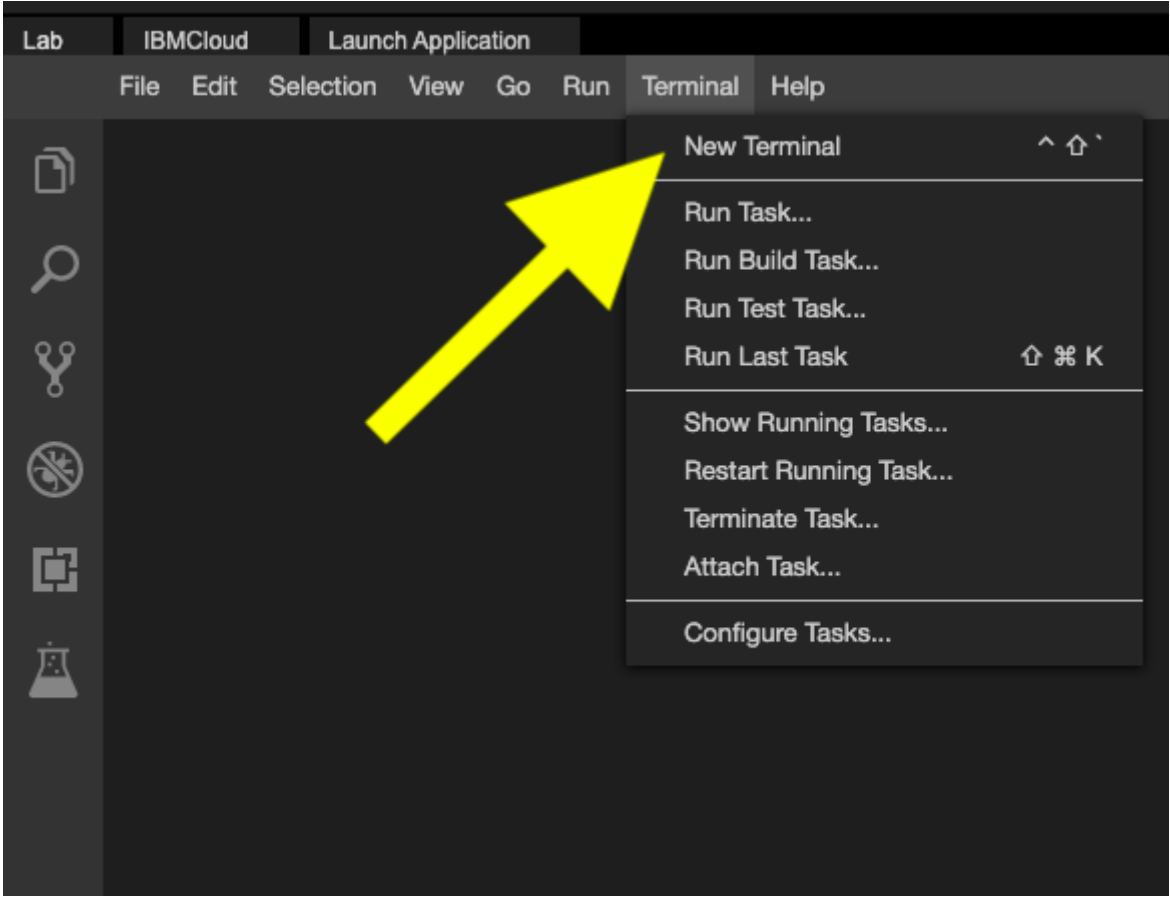 Lab IBMCloud Launch Application
File Edit Selection View Go Run Terminal Help
New Terminal ^ ⇧ `
Run Task...
Run Build Task...
Run Test Task...
Run Last Task ⇧ ⌘ K
Show Running Tasks...
Restart Running Task...
Terminate Task...
Attach Task...
Configure Tasks...